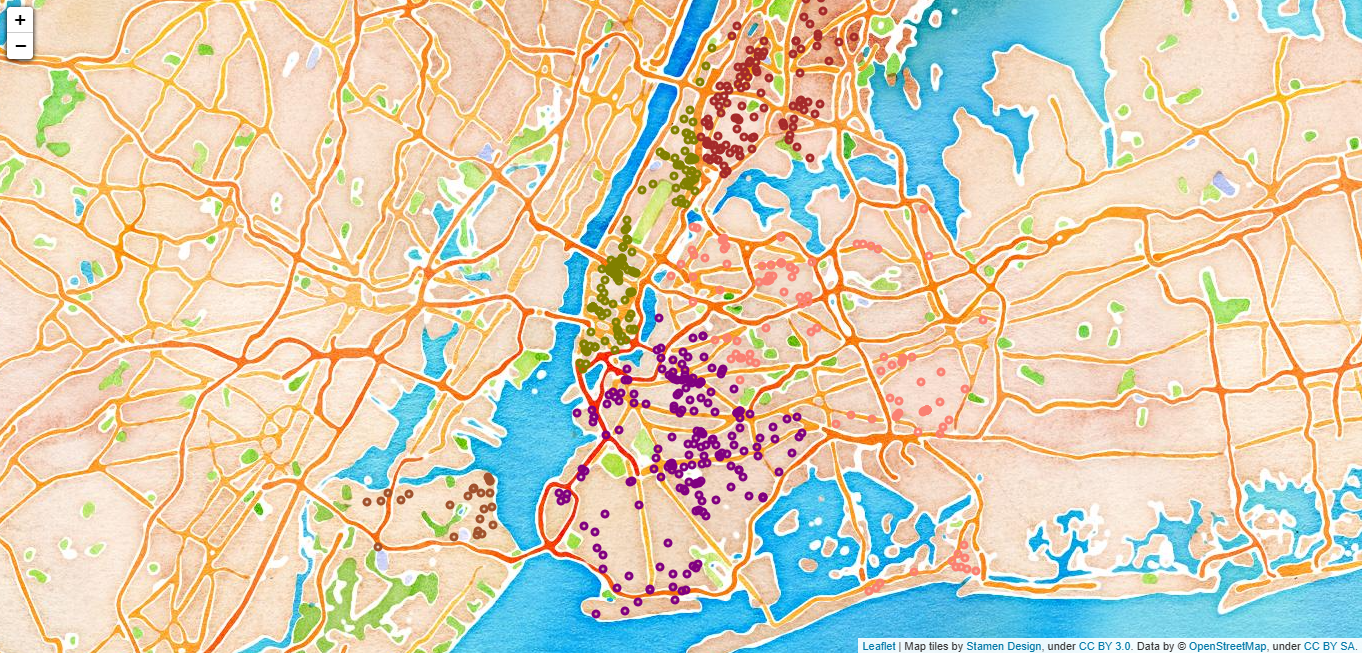 +
−
Leaflet | Map tiles by Stamen Design, under CC BY 3.0. Data by © OpenStreetMap, under CC BY SA.